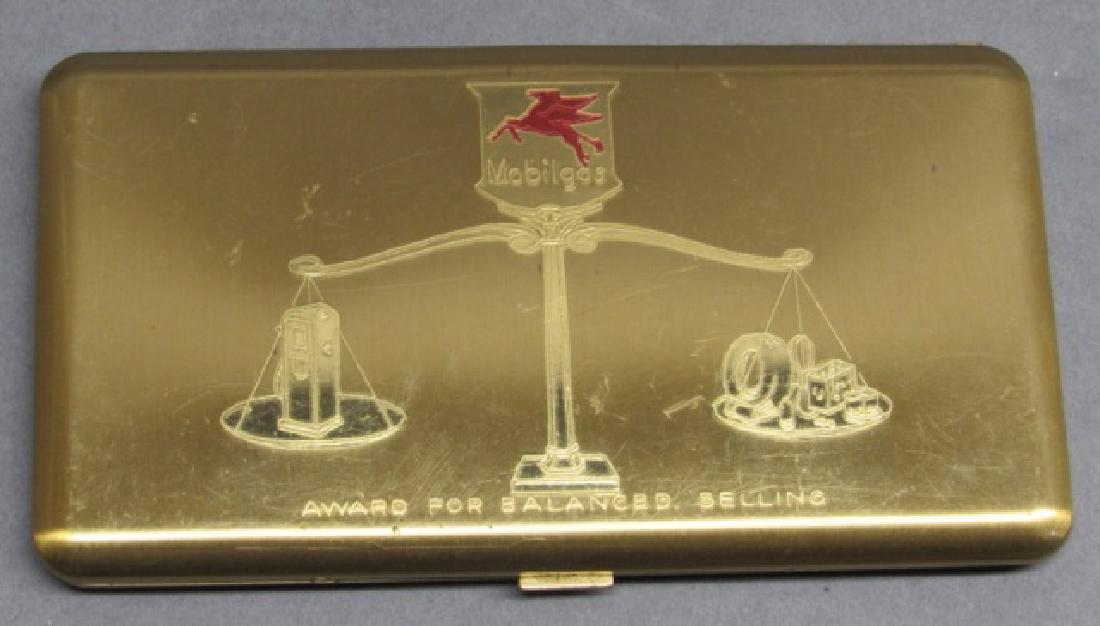 Mobilgas
AWARD FOR BALANCED SELLING